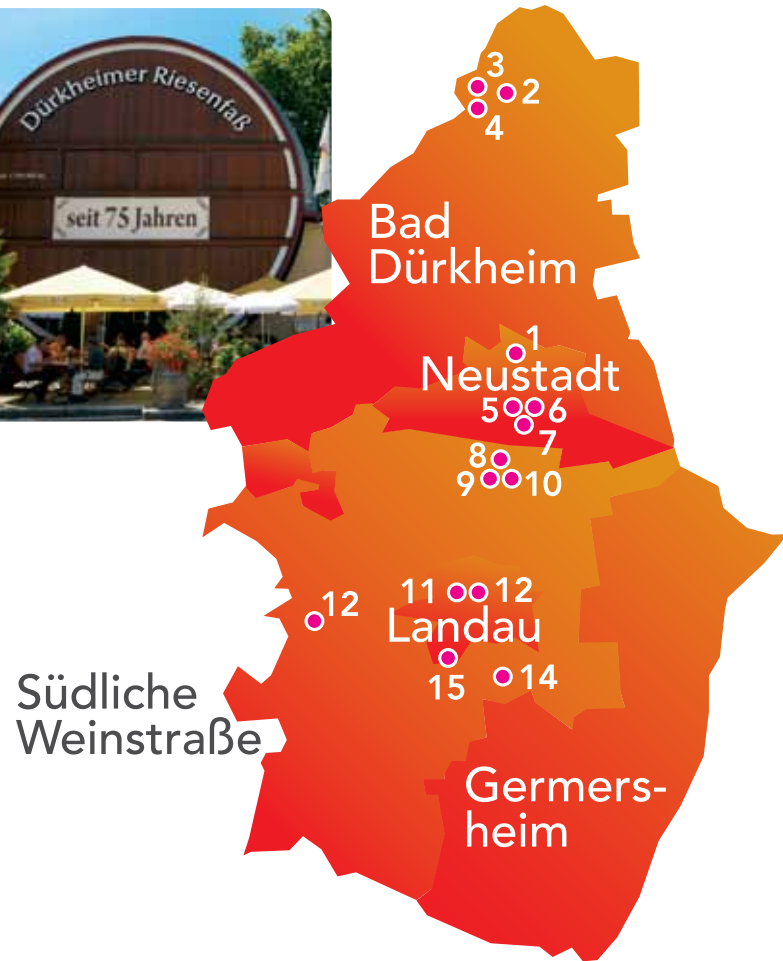 Dürkheimer Riesenfaß
seit 75 Jahren
3
2
4
Bad
Dürkheim
1
Neustadt
5
6
7
8
9
10
11
12
12
Landau
15
14
Südliche
Weinstraße
Germers-
heim